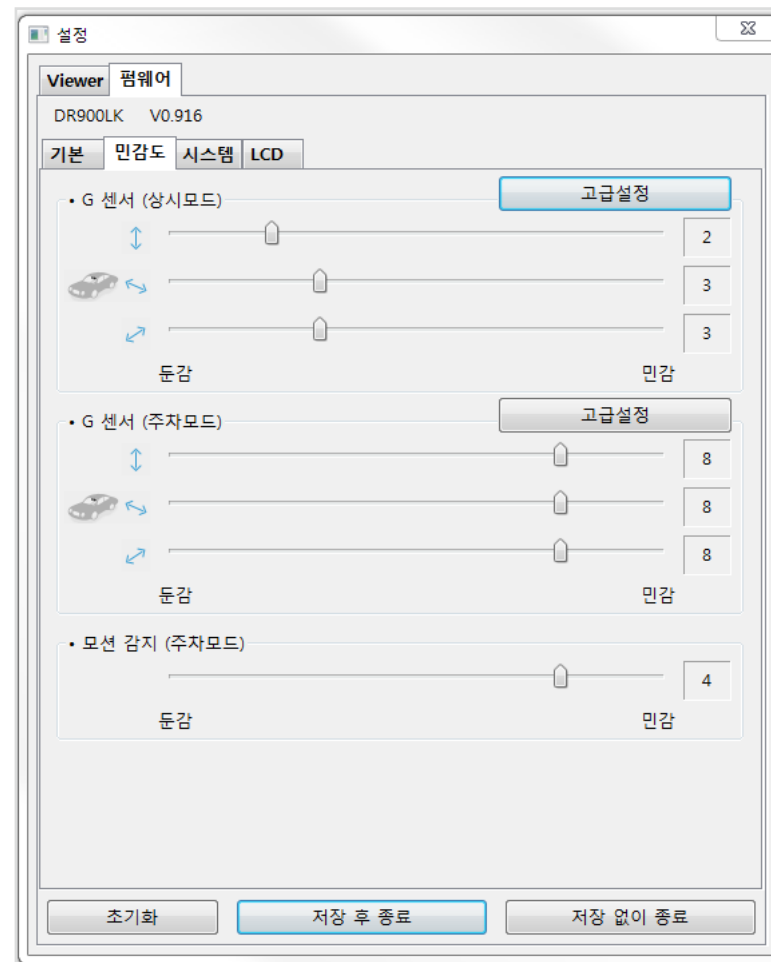 설정
Viewer 펌웨어
DR900LK V0.916
기본 민감도 시스템 LCD
• G 센서 (상시모드) 고급설정
2
3
3
둔감 민감
• G 센서 (주차모드) 고급설정
8
8
8
둔감 민감
• 모션 감지 (주차모드)
4
둔감 민감
초기화 저장 후 종료 저장 없이 종료